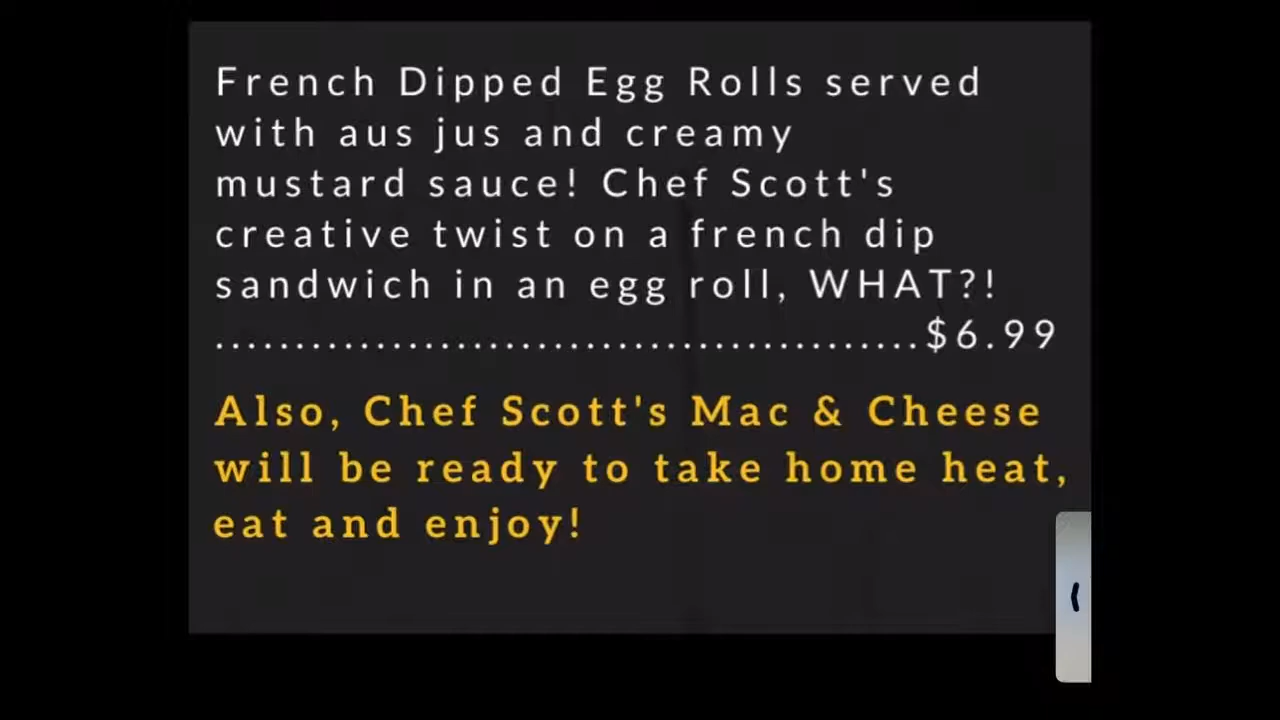 French Dipped Egg Rolls served
with aus jus and creamy
mustard sauce! Chef Scott's
creative twist on a french dip
sandwich in an egg roll, WHAT?!
............................................$6.99
Also, Chef Scott's Mac & Cheese
will be ready to take home heat,
eat and enjoy!